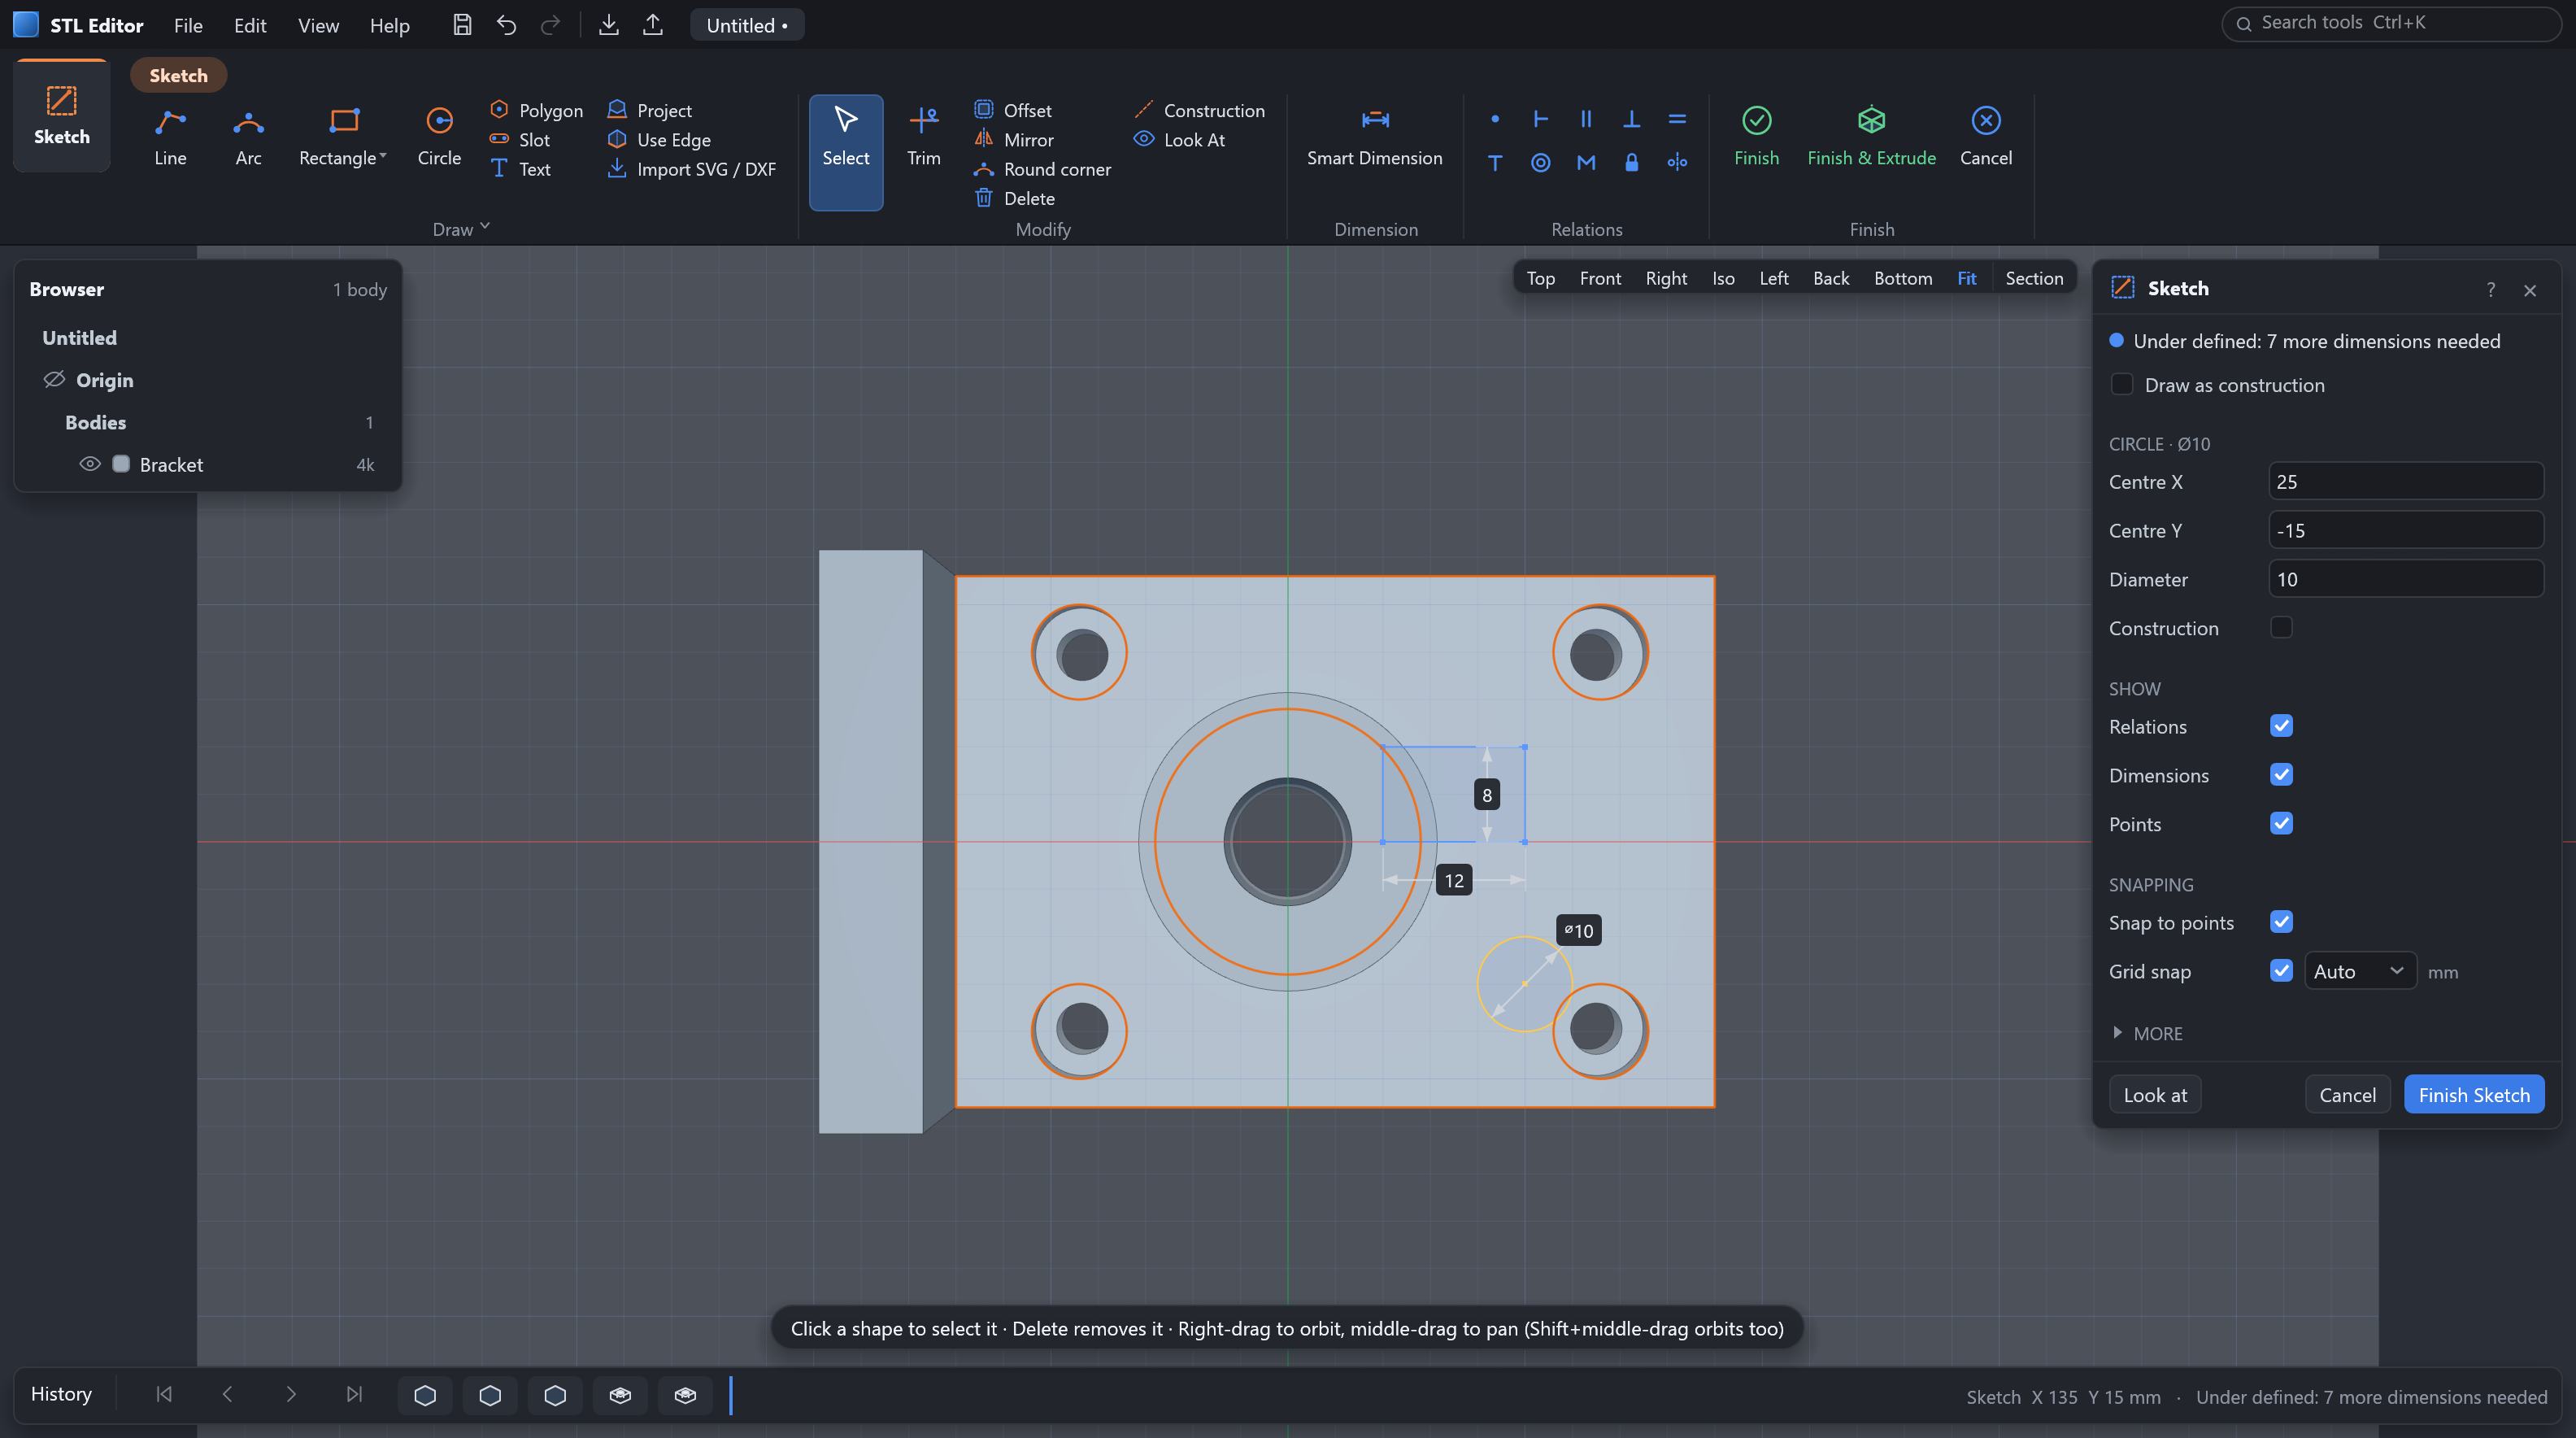 STL Editor File Edit View Help Untitled • Search tools Ctrl+K
Sketch
Sketch
Line Arc Rectangle Circle
Polygon Project
Slot Use Edge
Text Import SVG / DXF
Draw
Select Trim
Offset Construction
Mirror Look At
Round corner
Delete
Modify
Smart Dimension
Dimension
Relations
Finish Finish & Extrude Cancel
Finish
Browser 1 body
Untitled
Origin
Bodies 1
Bracket 4k
Top Front Right Iso Left Back Bottom Fit Section
8
12
⌀10
Sketch ?
Under defined: 7 more dimensions needed
Draw as construction
CIRCLE · Ø10
Centre X 25
Centre Y -15
Diameter 10
Construction
SHOW
Relations
Dimensions
Points
SNAPPING
Snap to points
Grid snap Auto mm
MORE
Look at Cancel Finish Sketch
Click a shape to select it · Delete removes it · Right-drag to orbit, middle-drag to pan (Shift+middle-drag orbits too)
History
Sketch X 135 Y 15 mm · Under defined: 7 more dimensions needed